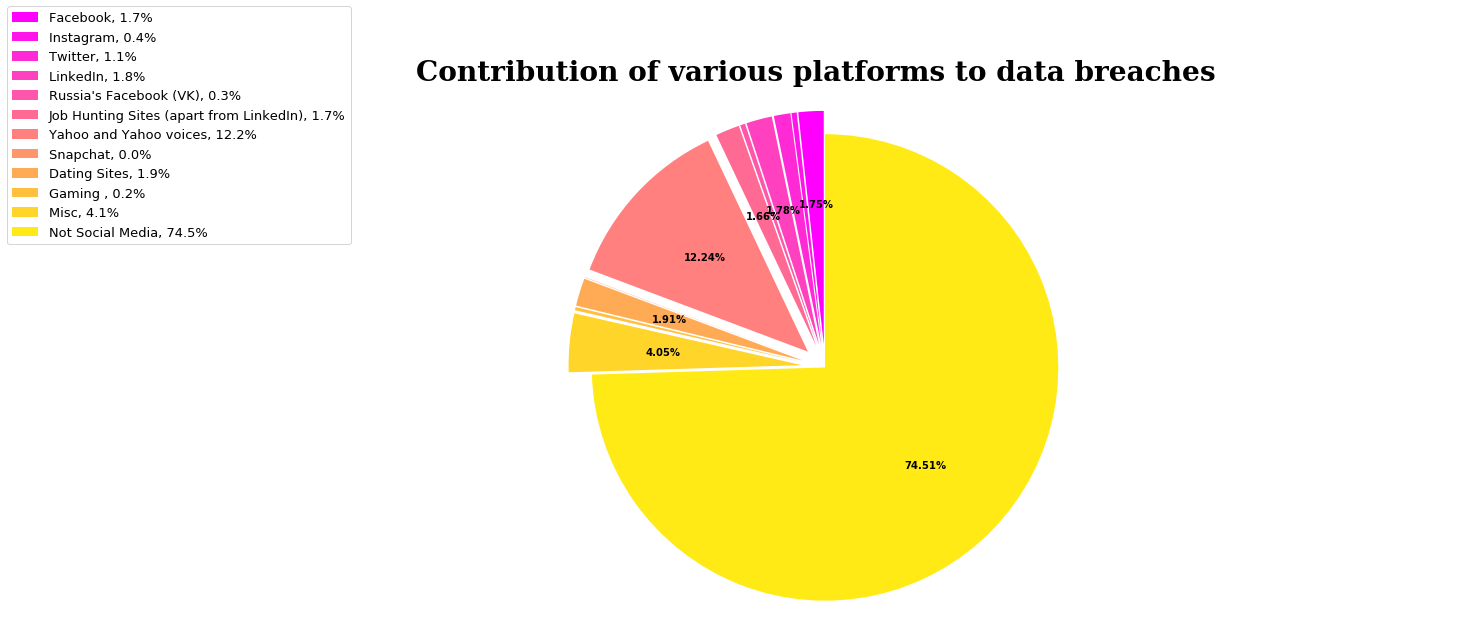 Facebook, 1.7%
Instagram, 0.4%
Twitter, 1.1%
LinkedIn, 1.8%
Russia's Facebook (VK), 0.3%
Job Hunting Sites (apart from LinkedIn), 1.7%
Yahoo and Yahoo voices, 12.2%
Snapchat, 0.0%
Dating Sites, 1.9%
Gaming , 0.2%
Misc, 4.1%
Not Social Media, 74.5%
Contribution of various platforms to data breaches
1.75%
1.78%
1.66%
12.24%
1.91%
4.05%
74.51%